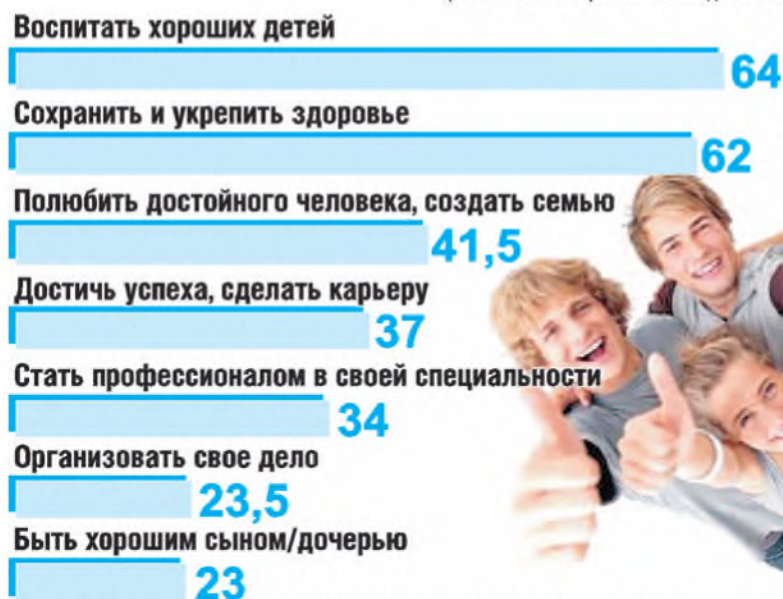 Воспитать хороших детей
64
Сохранить и укрепить здоровье
62
Полюбить достойного человека, создать семью
41,5
Достичь успеха, сделать карьеру
37
Стать профессионалом в своей специальности
34
Организовать свое дело
23,5
Быть хорошим сыном/дочерью
23